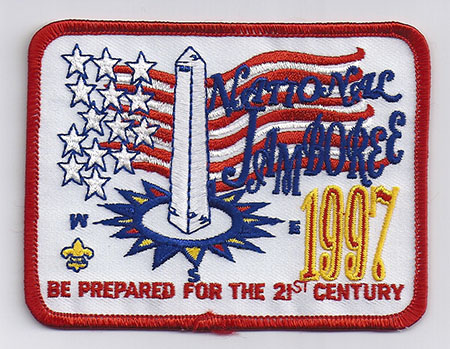 NATIONAL
JAMBOREE
1997
W E
S
BE PREPARED FOR THE 21ST CENTURY